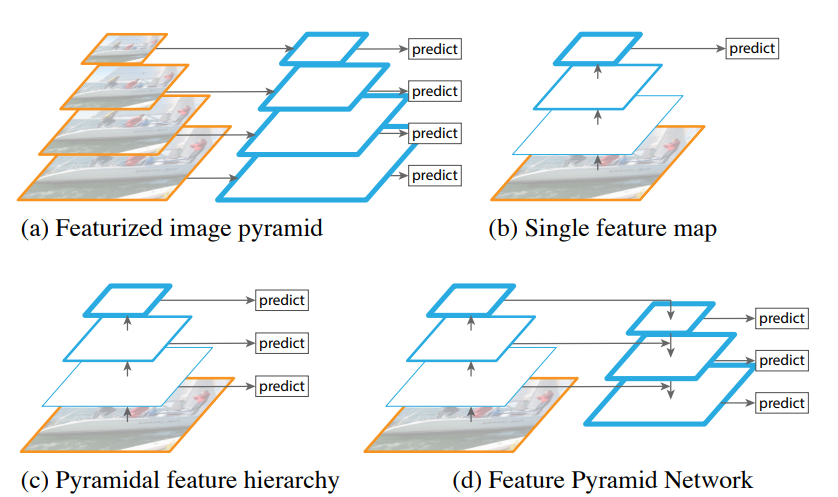 predict
predict
predict
predict
predict
(a) Featurized image pyramid
(b) Single feature map
predict
predict
predict
predict
predict
predict
(c) Pyramidal feature hierarchy
(d) Feature Pyramid Network